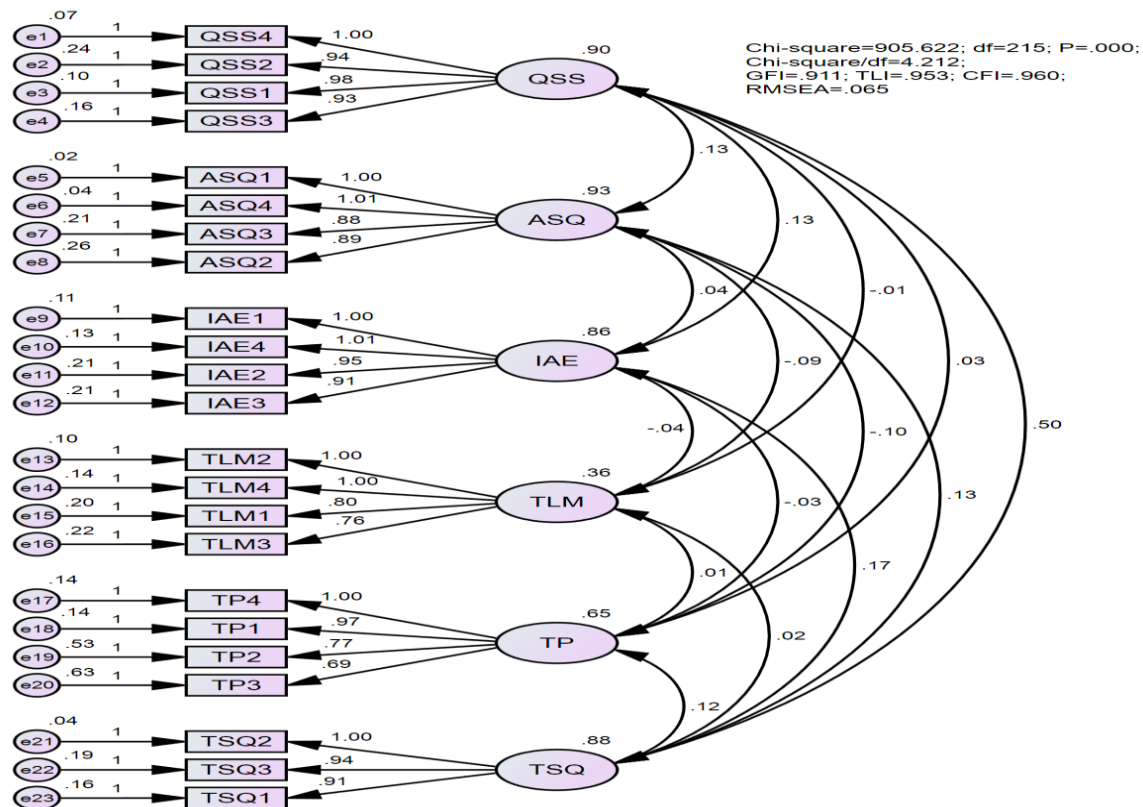 .07
e1 1 QSS4 1.00
.24
e2 1 QSS2 .94
.10
e3 1 QSS1 .98
.16
e4 1 QSS3 .93
.90
QSS
Chi-square=905.622; df=215; P=.000;
Chi-square/df=4.212;
GFI=.911; TLI=.953; CFI=.960;
RMSEA=.065
.02
e5 1 ASQ1 1.00
.04
e6 1 ASQ4 1.01
.21
e7 1 ASQ3 .88
.26
e8 1 ASQ2 .89
.93
ASQ
.11
e9 1 IAE1 1.00
.13
e10 1 IAE4 1.01
.21
e11 1 IAE2 .95
.21
e12 1 IAE3 .91
.86
IAE
.10
e13 1 TLM2 1.00
.14
e14 1 TLM4 1.00
.20
e15 1 TLM1 .80
.22
e16 1 TLM3 .76
.36
TLM
.14
e17 1 TP4 1.00
.14
e18 1 TP1 .97
.53
e19 1 TP2 .77
.63
e20 1 TP3 .69
.65
TP
.04
e21 1 TSQ2 1.00
.19
e22 1 TSQ3 .94
.16
e23 1 TSQ1 .91
.88
TSQ
.13
.13
.04
-.01
-.09
.03
-.04
-.10
.50
-.03
.13
.01
.17
.02
.12